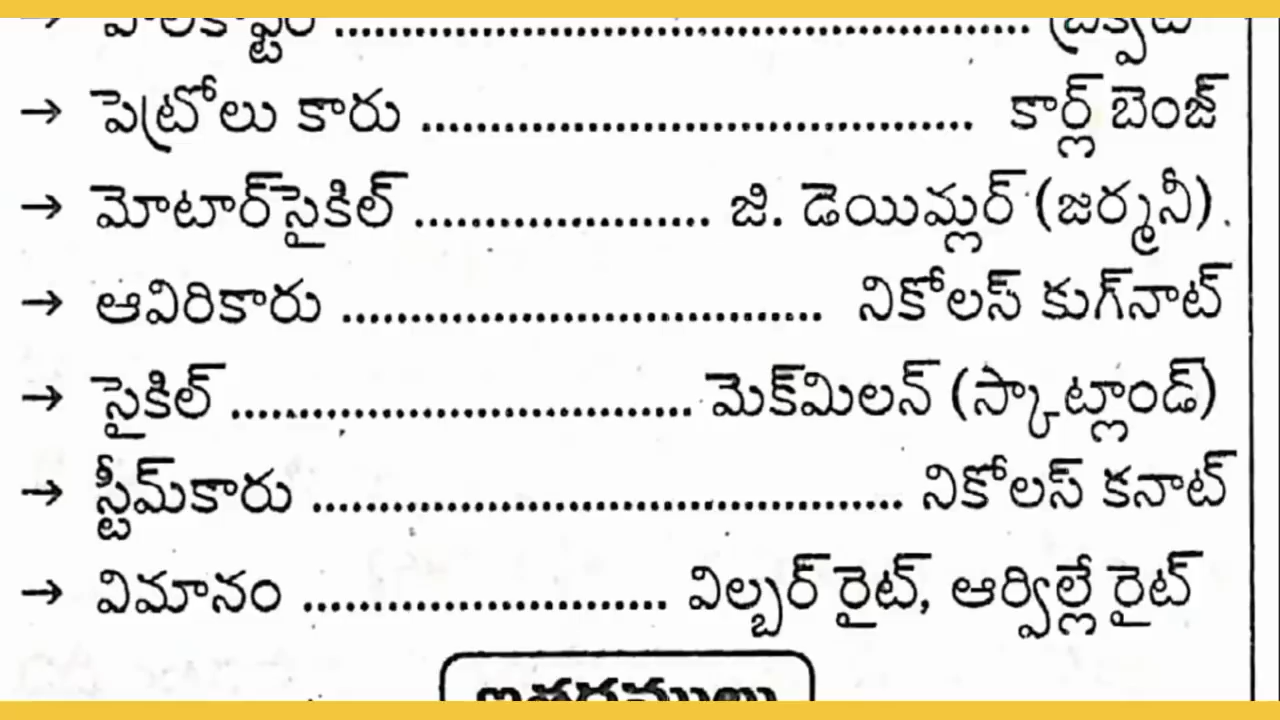 → పెట్రోలు కారు ........................................ కార్ల్ బెంజ్
→ మోటార్‌సైకిల్ ..................... జి. డెయిమ్లర్ (జర్మనీ).
→ ఆవిరికారు ................................... నికోలస్ కుగ్‌నాట్
→ సైకిల్ .................................. మెక్‌మిలన్ (స్కాట్లాండ్)
→ స్టీమ్‌కారు ........................................... నికోలస్ కనాట్
→ విమానం .......................... విల్బర్ రైట్, ఆర్విల్లే రైట్